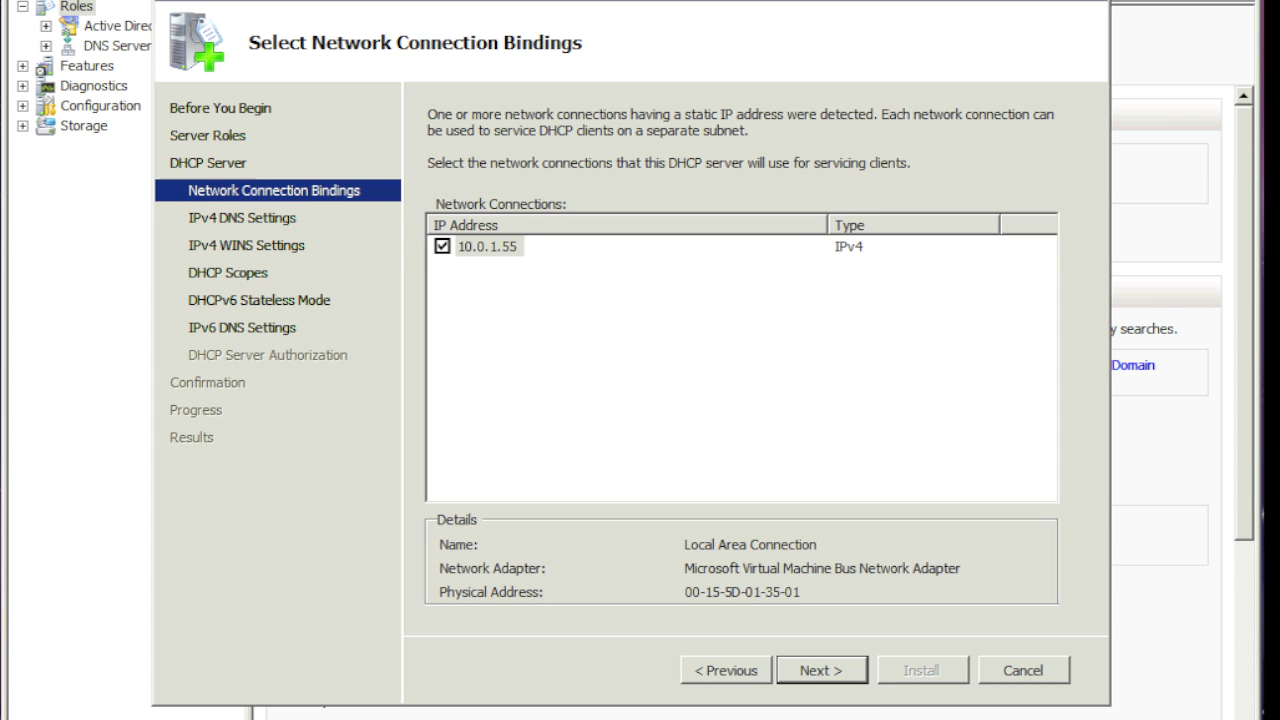 Roles
Active Direc
DNS Server
Features
Diagnostics
Configuration
Storage
Select Network Connection Bindings
Before You Begin
Server Roles
DHCP Server
Network Connection Bindings
IPv4 DNS Settings
IPv4 WINS Settings
DHCP Scopes
DHCPv6 Stateless Mode
IPv6 DNS Settings
DHCP Server Authorization
Confirmation
Progress
Results
One or more network connections having a static IP address were detected. Each network connection can
be used to service DHCP clients on a separate subnet.
Select the network connections that this DHCP server will use for servicing clients.
Network Connections:
IP Address Type
10.0.1.55 IPv4
Details
Name: Local Area Connection
Network Adapter: Microsoft Virtual Machine Bus Network Adapter
Physical Address: 00-15-5D-01-35-01
< Previous Next > Install Cancel
y searches.
Domain